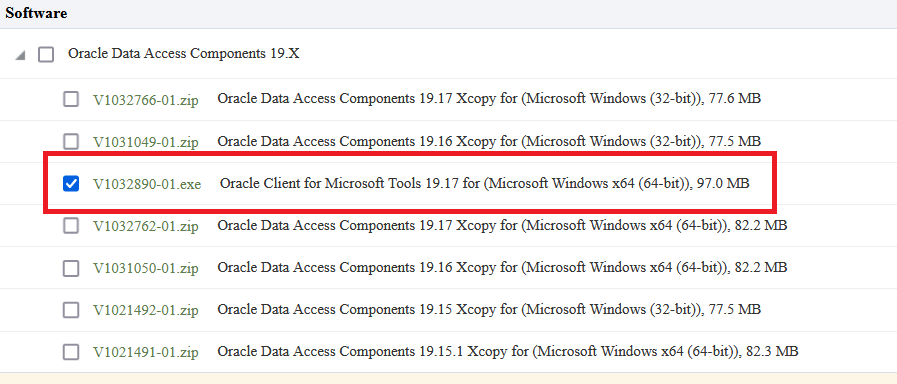 Software
Oracle Data Access Components 19.X
V1032766-01.zip Oracle Data Access Components 19.17 Xcopy for (Microsoft Windows (32-bit)), 77.6 MB
V1031049-01.zip Oracle Data Access Components 19.16 Xcopy for (Microsoft Windows (32-bit)), 77.5 MB
V1032890-01.exe Oracle Client for Microsoft Tools 19.17 for (Microsoft Windows x64 (64-bit)), 97.0 MB
V1032762-01.zip Oracle Data Access Components 19.17 Xcopy for (Microsoft Windows x64 (64-bit)), 82.2 MB
V1031050-01.zip Oracle Data Access Components 19.16 Xcopy for (Microsoft Windows x64 (64-bit)), 82.2 MB
V1021492-01.zip Oracle Data Access Components 19.15 Xcopy for (Microsoft Windows (32-bit)), 77.5 MB
V1021491-01.zip Oracle Data Access Components 19.15.1 Xcopy for (Microsoft Windows x64 (64-bit)), 82.3 MB